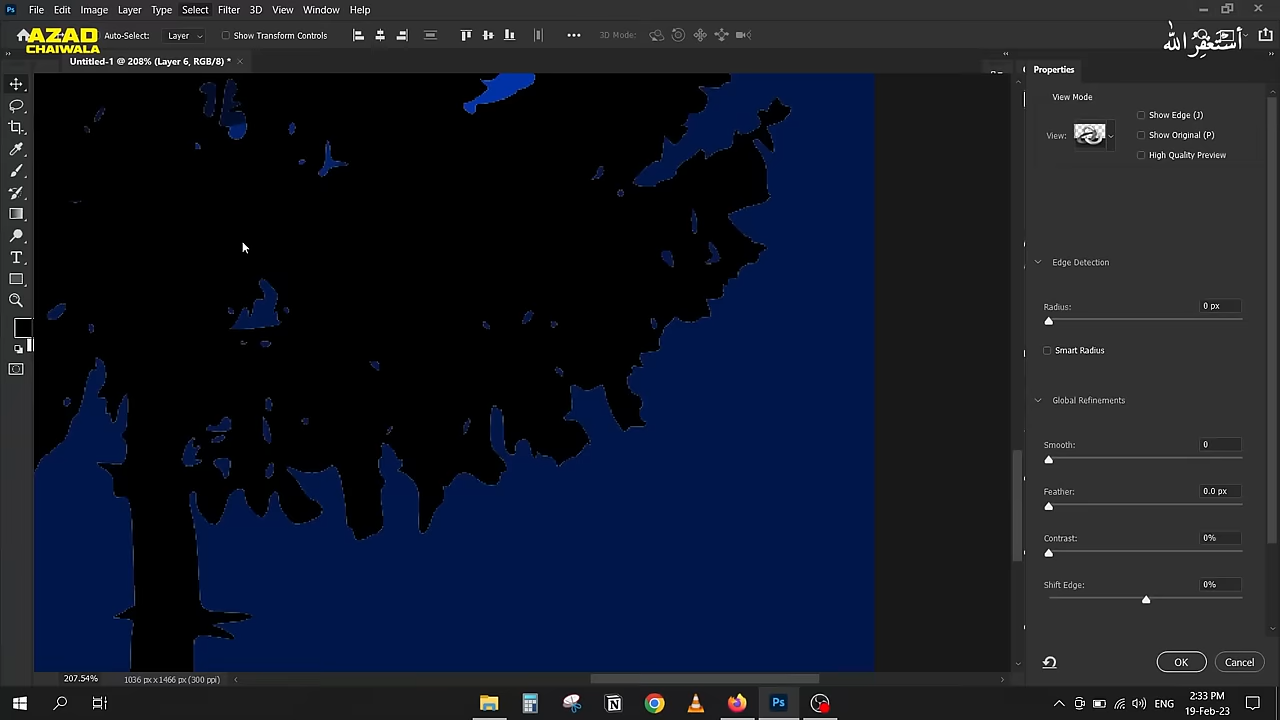 File Edit Image Layer Type Select Filter 3D View Window Help
AZAD
CHAIWALA
Auto-Select: Layer Show Transform Controls 3D Mode:
أستغفر الله
Untitled-1 @ 208% (Layer 6, RGB/8) *
Properties
View Mode
View:
Show Edge (J)
Show Original (P)
High Quality Preview
Edge Detection
Radius: 0 px
Smart Radius
Global Refinements
Smooth: 0
Feather: 0.0 px
Contrast: 0%
Shift Edge: 0%
OK Cancel
207.54% 1036 px x 1466 px (300 ppi)
ENG 2:33 PM
19-Feb-23